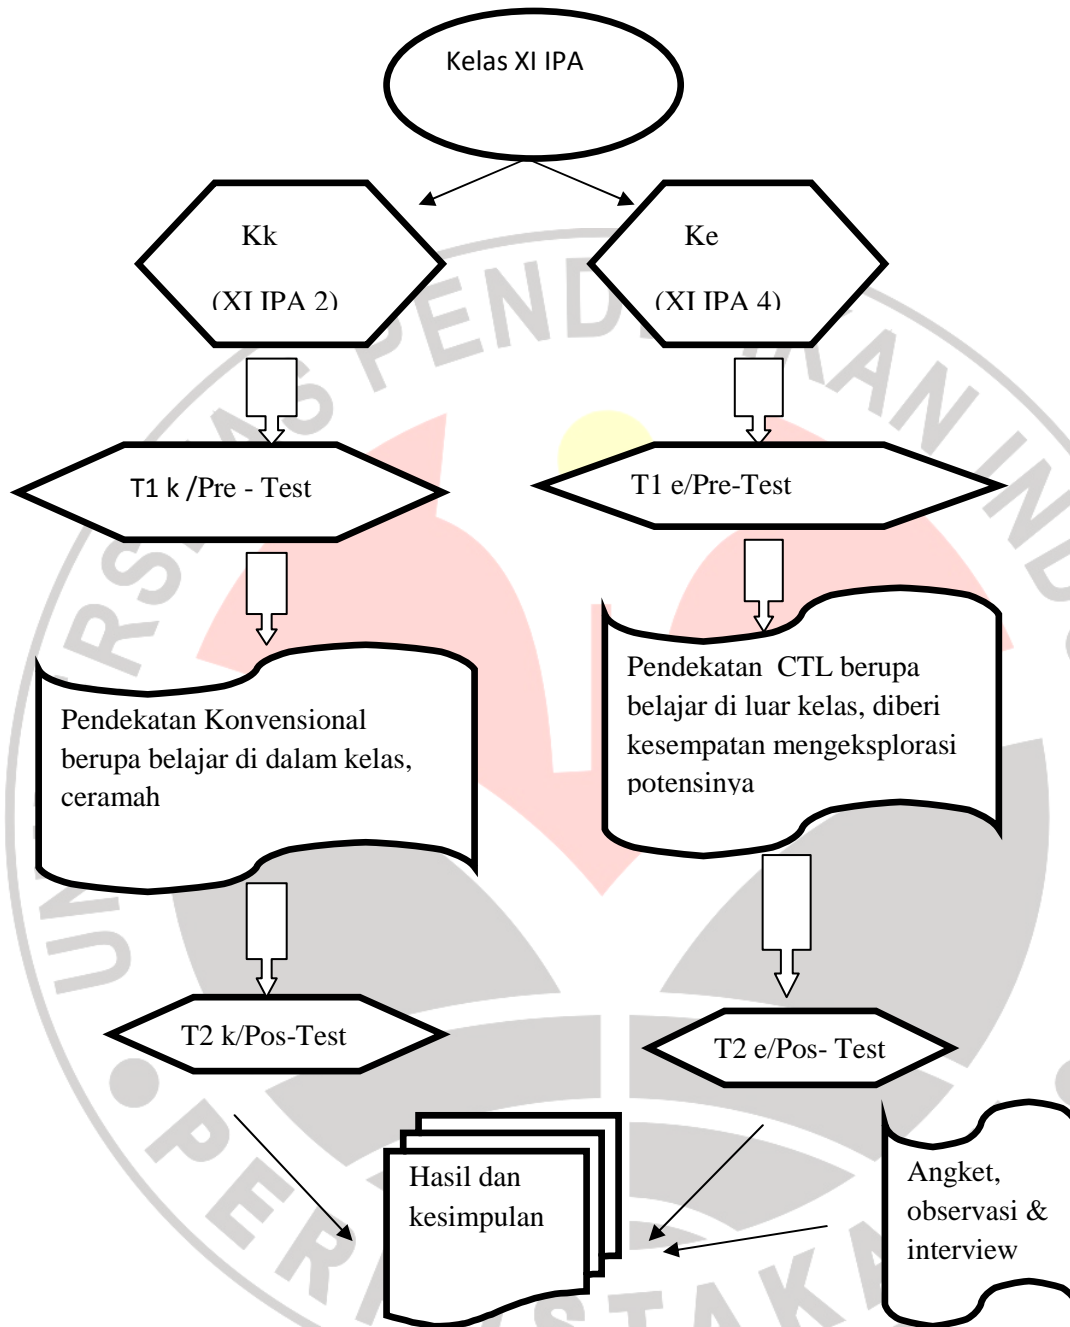 Kelas XI IPA
Kk
(XI IPA 2)
Ke
(XI IPA 4)
T1 k /Pre - Test
T1 e/Pre-Test
Pendekatan Konvensional
berupa belajar di dalam kelas,
ceramah
Pendekatan CTL berupa
belajar di luar kelas, diberi
kesempatan mengeksplorasi
potensinya
T2 k/Pos-Test
T2 e/Pos- Test
Hasil dan
kesimpulan
Angket,
observasi &
interview